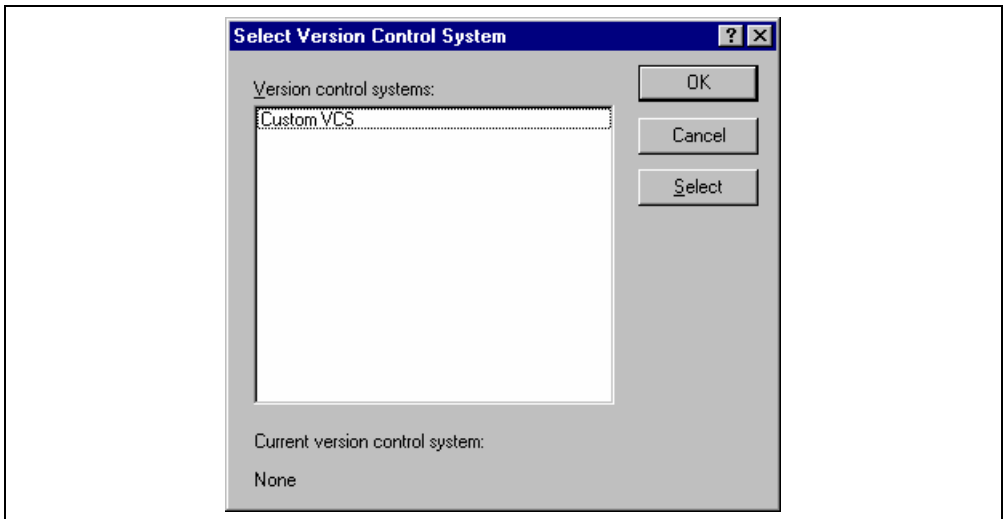 Select Version Control System
Version control systems:
OK
Custom VCS
Cancel
Select
Current version control system:
None